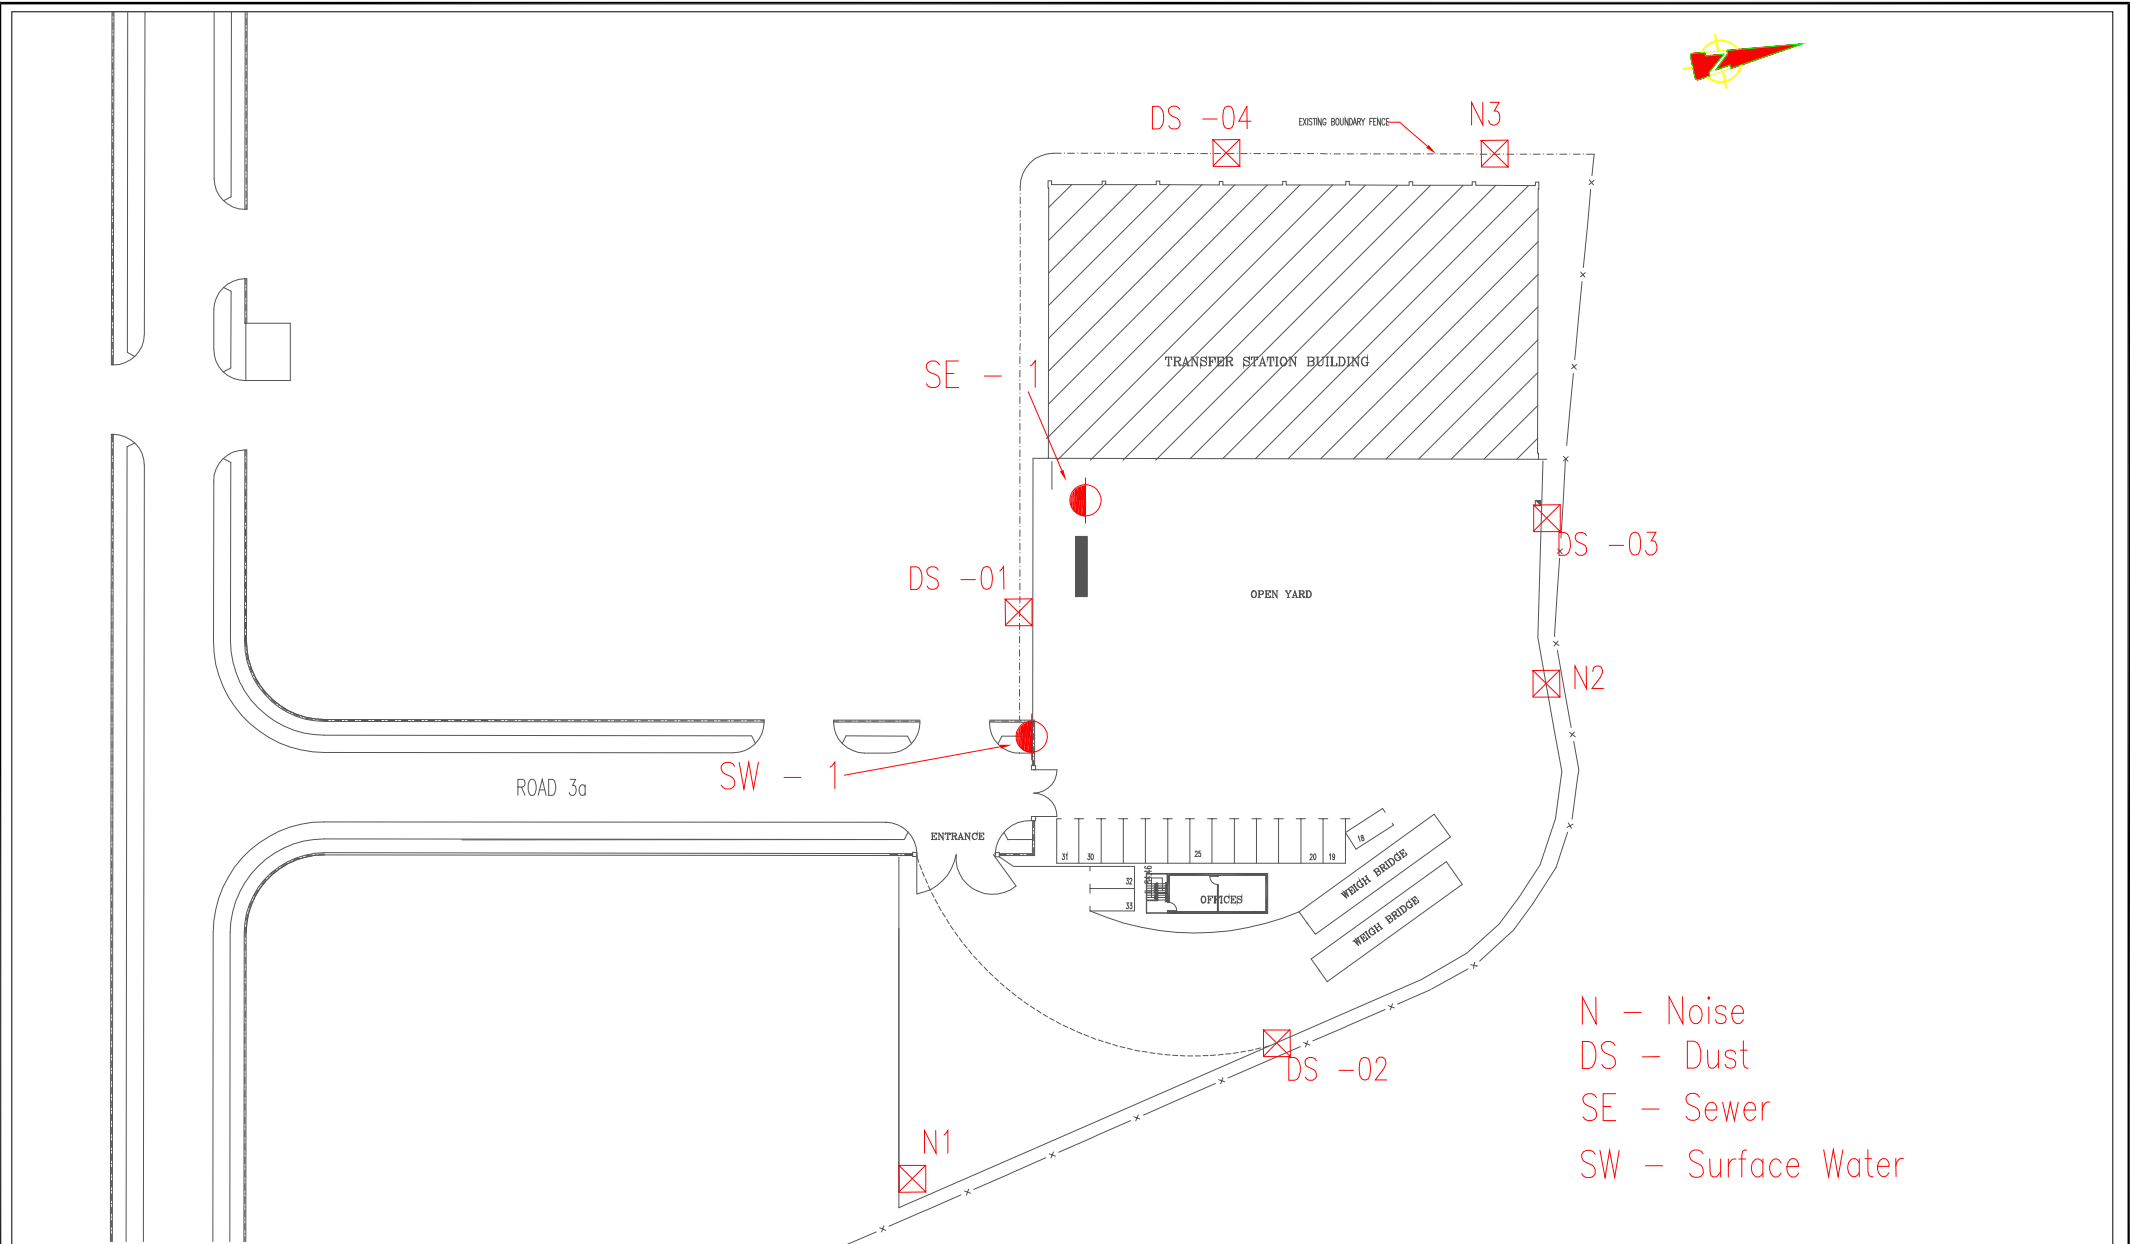 DS -04
EXISTING BOUNDARY FENCE
N3
TRANSFER STATION BUILDING
SE - 1
DS -03
DS -01
OPEN YARD
N2
SW - 1
ROAD 3a
ENTRANCE
31
30
25
20
19
18
32
33
OFFICES
WEIGH BRIDGE
WEIGH BRIDGE
DS -02
N1
N - Noise
DS - Dust
SE - Sewer
SW - Surface Water